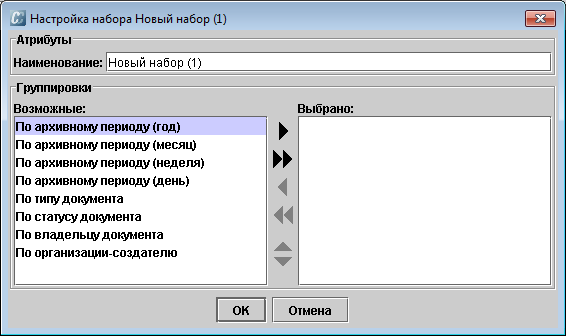 Настройка набора Новый набор (1)
Атрибуты
Наименование: Новый набор (1)
Группировки
Возможные: Выбрано:
По архивному периоду (год)
По архивному периоду (месяц)
По архивному периоду (неделя)
По архивному периоду (день)
По типу документа
По статусу документа
По владельцу документа
По организации-создателю
OK Отмена